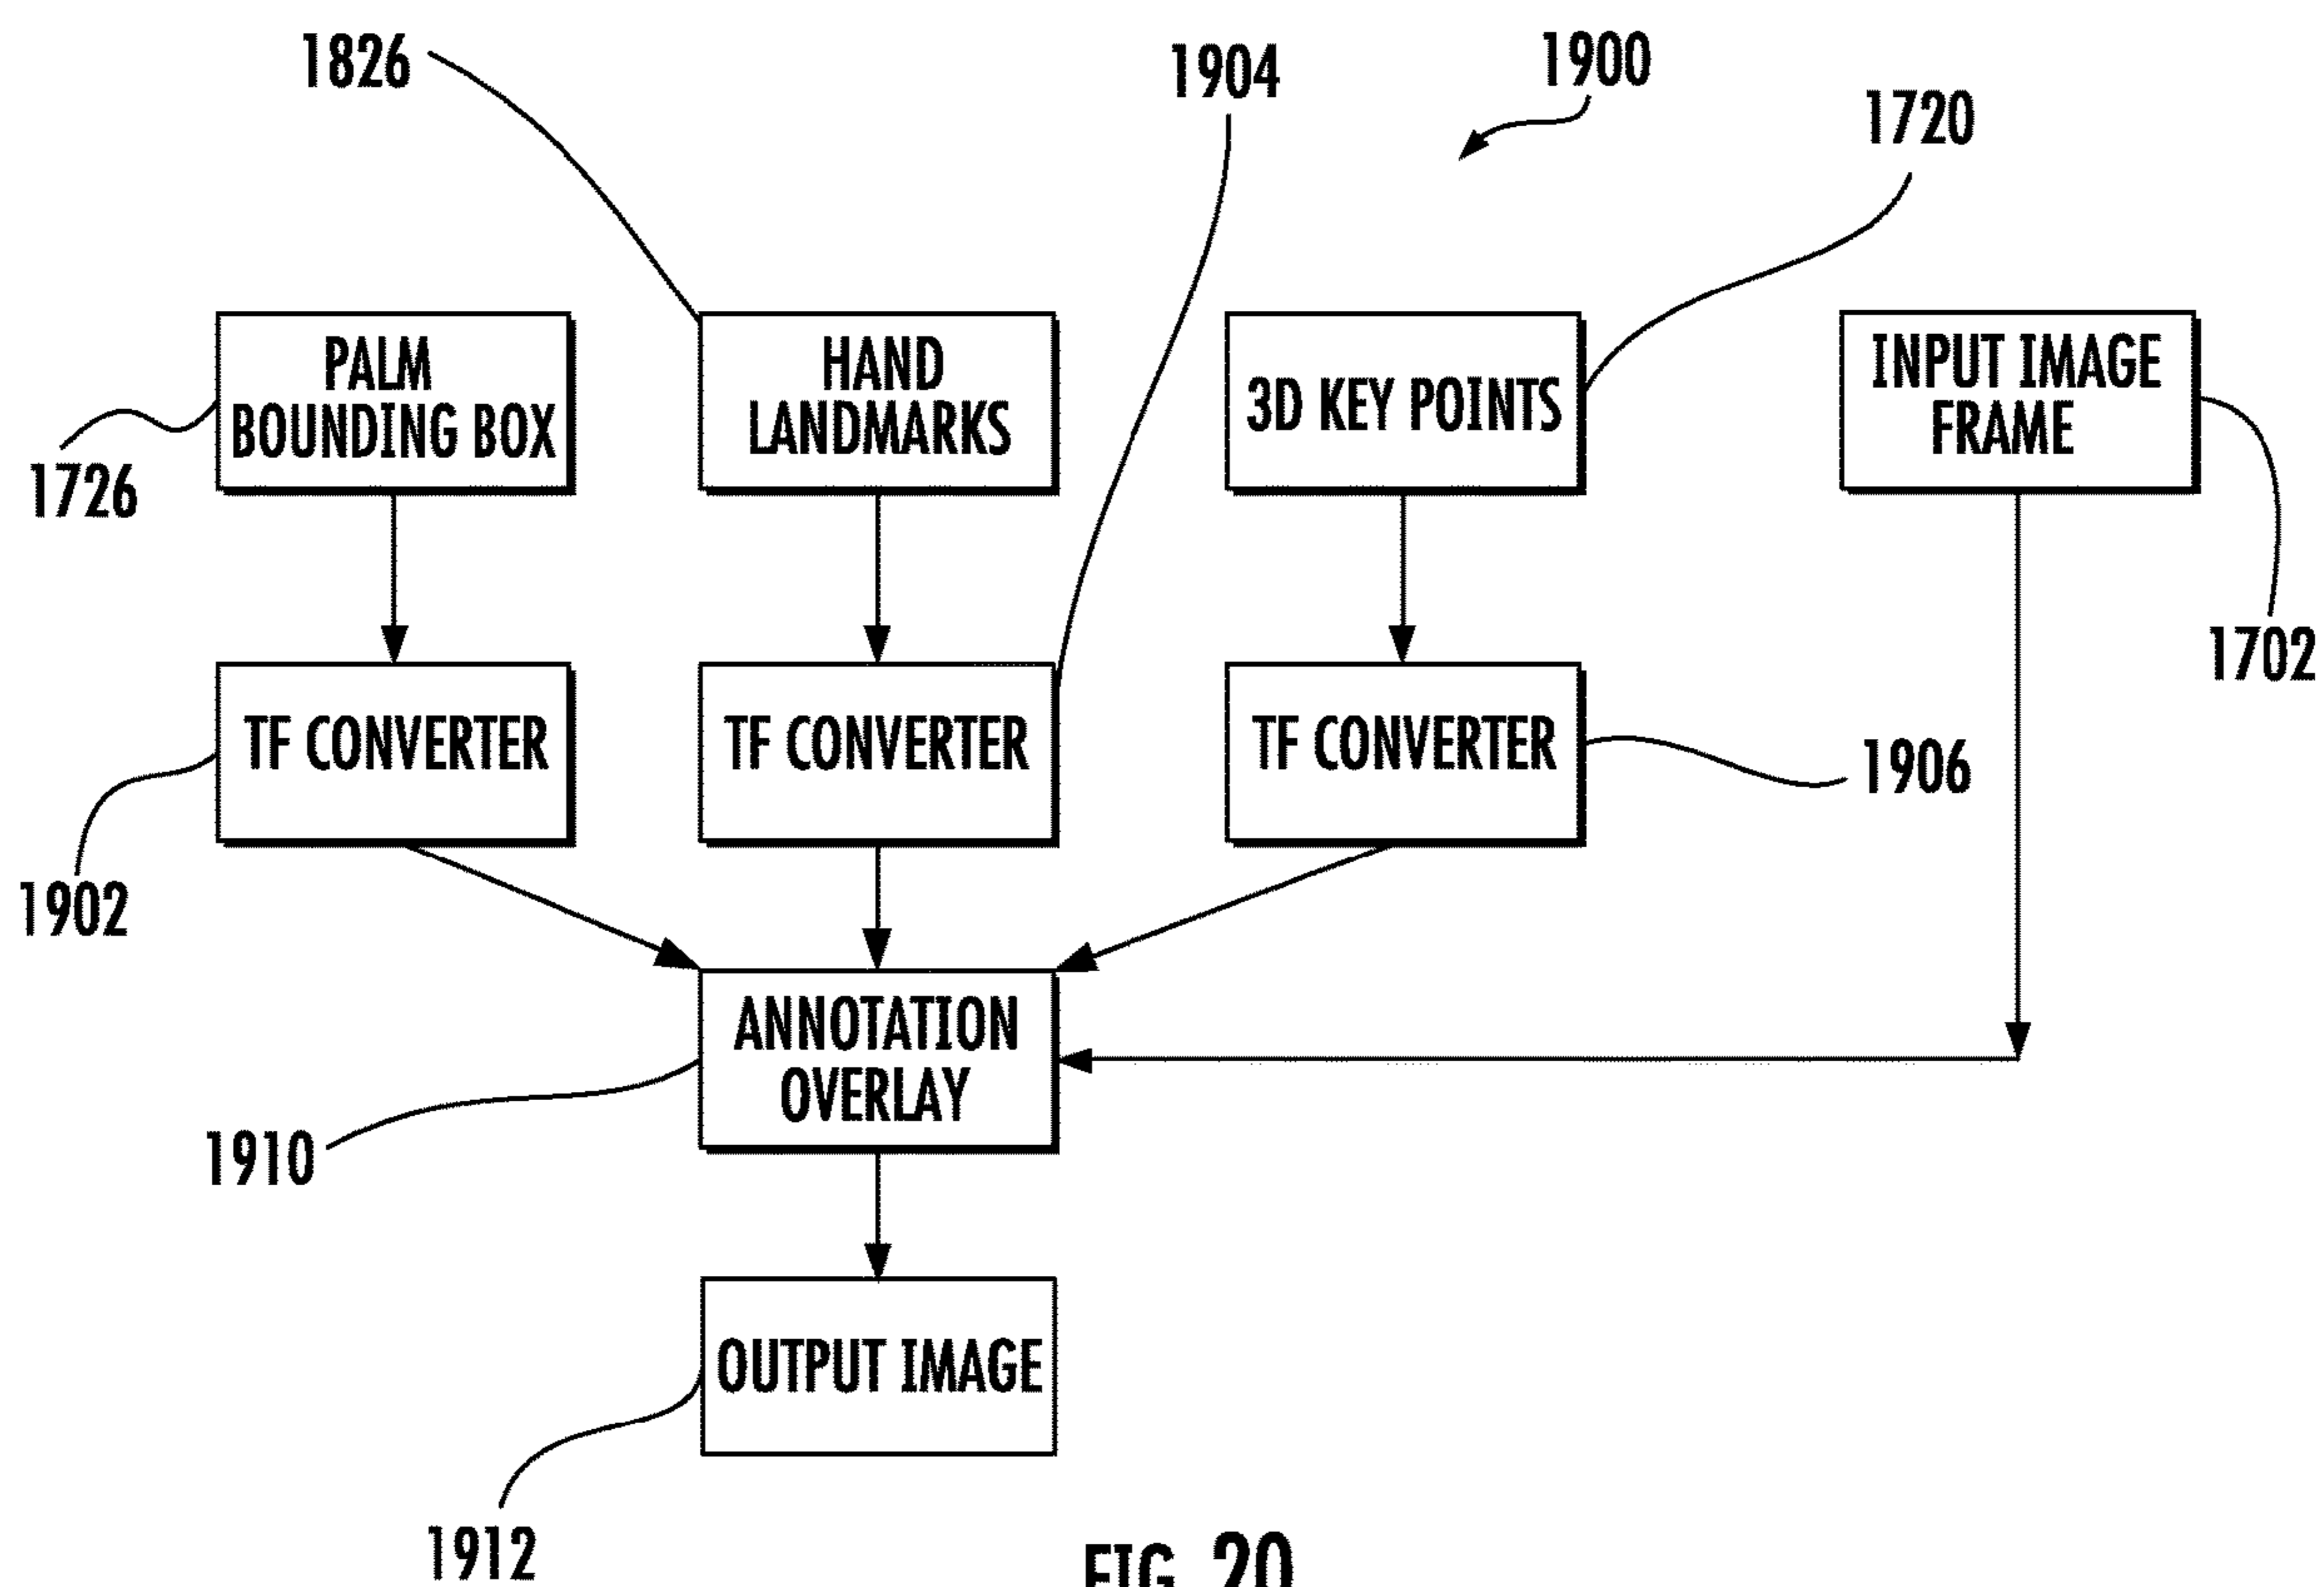 1826
1904
1900
1720
PALM
BOUNDING BOX
HAND
LANDMARKS
3D KEY POINTS
INPUT IMAGE
FRAME
1726
1702
TF CONVERTER
TF CONVERTER
TF CONVERTER
1906
1902
ANNOTATION
OVERLAY
1910
OUTPUT IMAGE
1912
FIG. 20